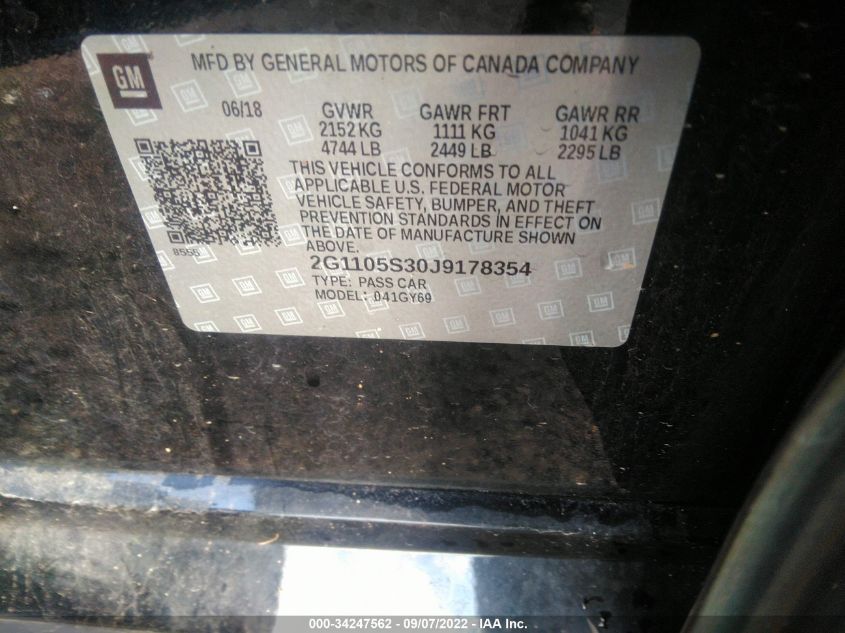 GM
MFD BY GENERAL MOTORS OF CANADA COMPANY
06/18 GVWR GAWR FRT GAWR RR
2152 KG 1111 KG 1041 KG
4744 LB 2449 LB 2295 LB
THIS VEHICLE CONFORMS TO ALL
APPLICABLE U.S. FEDERAL MOTOR
VEHICLE SAFETY, BUMPER, AND THEFT
PREVENTION STANDARDS IN EFFECT ON
THE DATE OF MANUFACTURE SHOWN
ABOVE.
8555
2G1105S30J9178354
TYPE: PASS CAR
MODEL: 041GY69
000-34247562 - 09/07/2022 - IAA Inc.